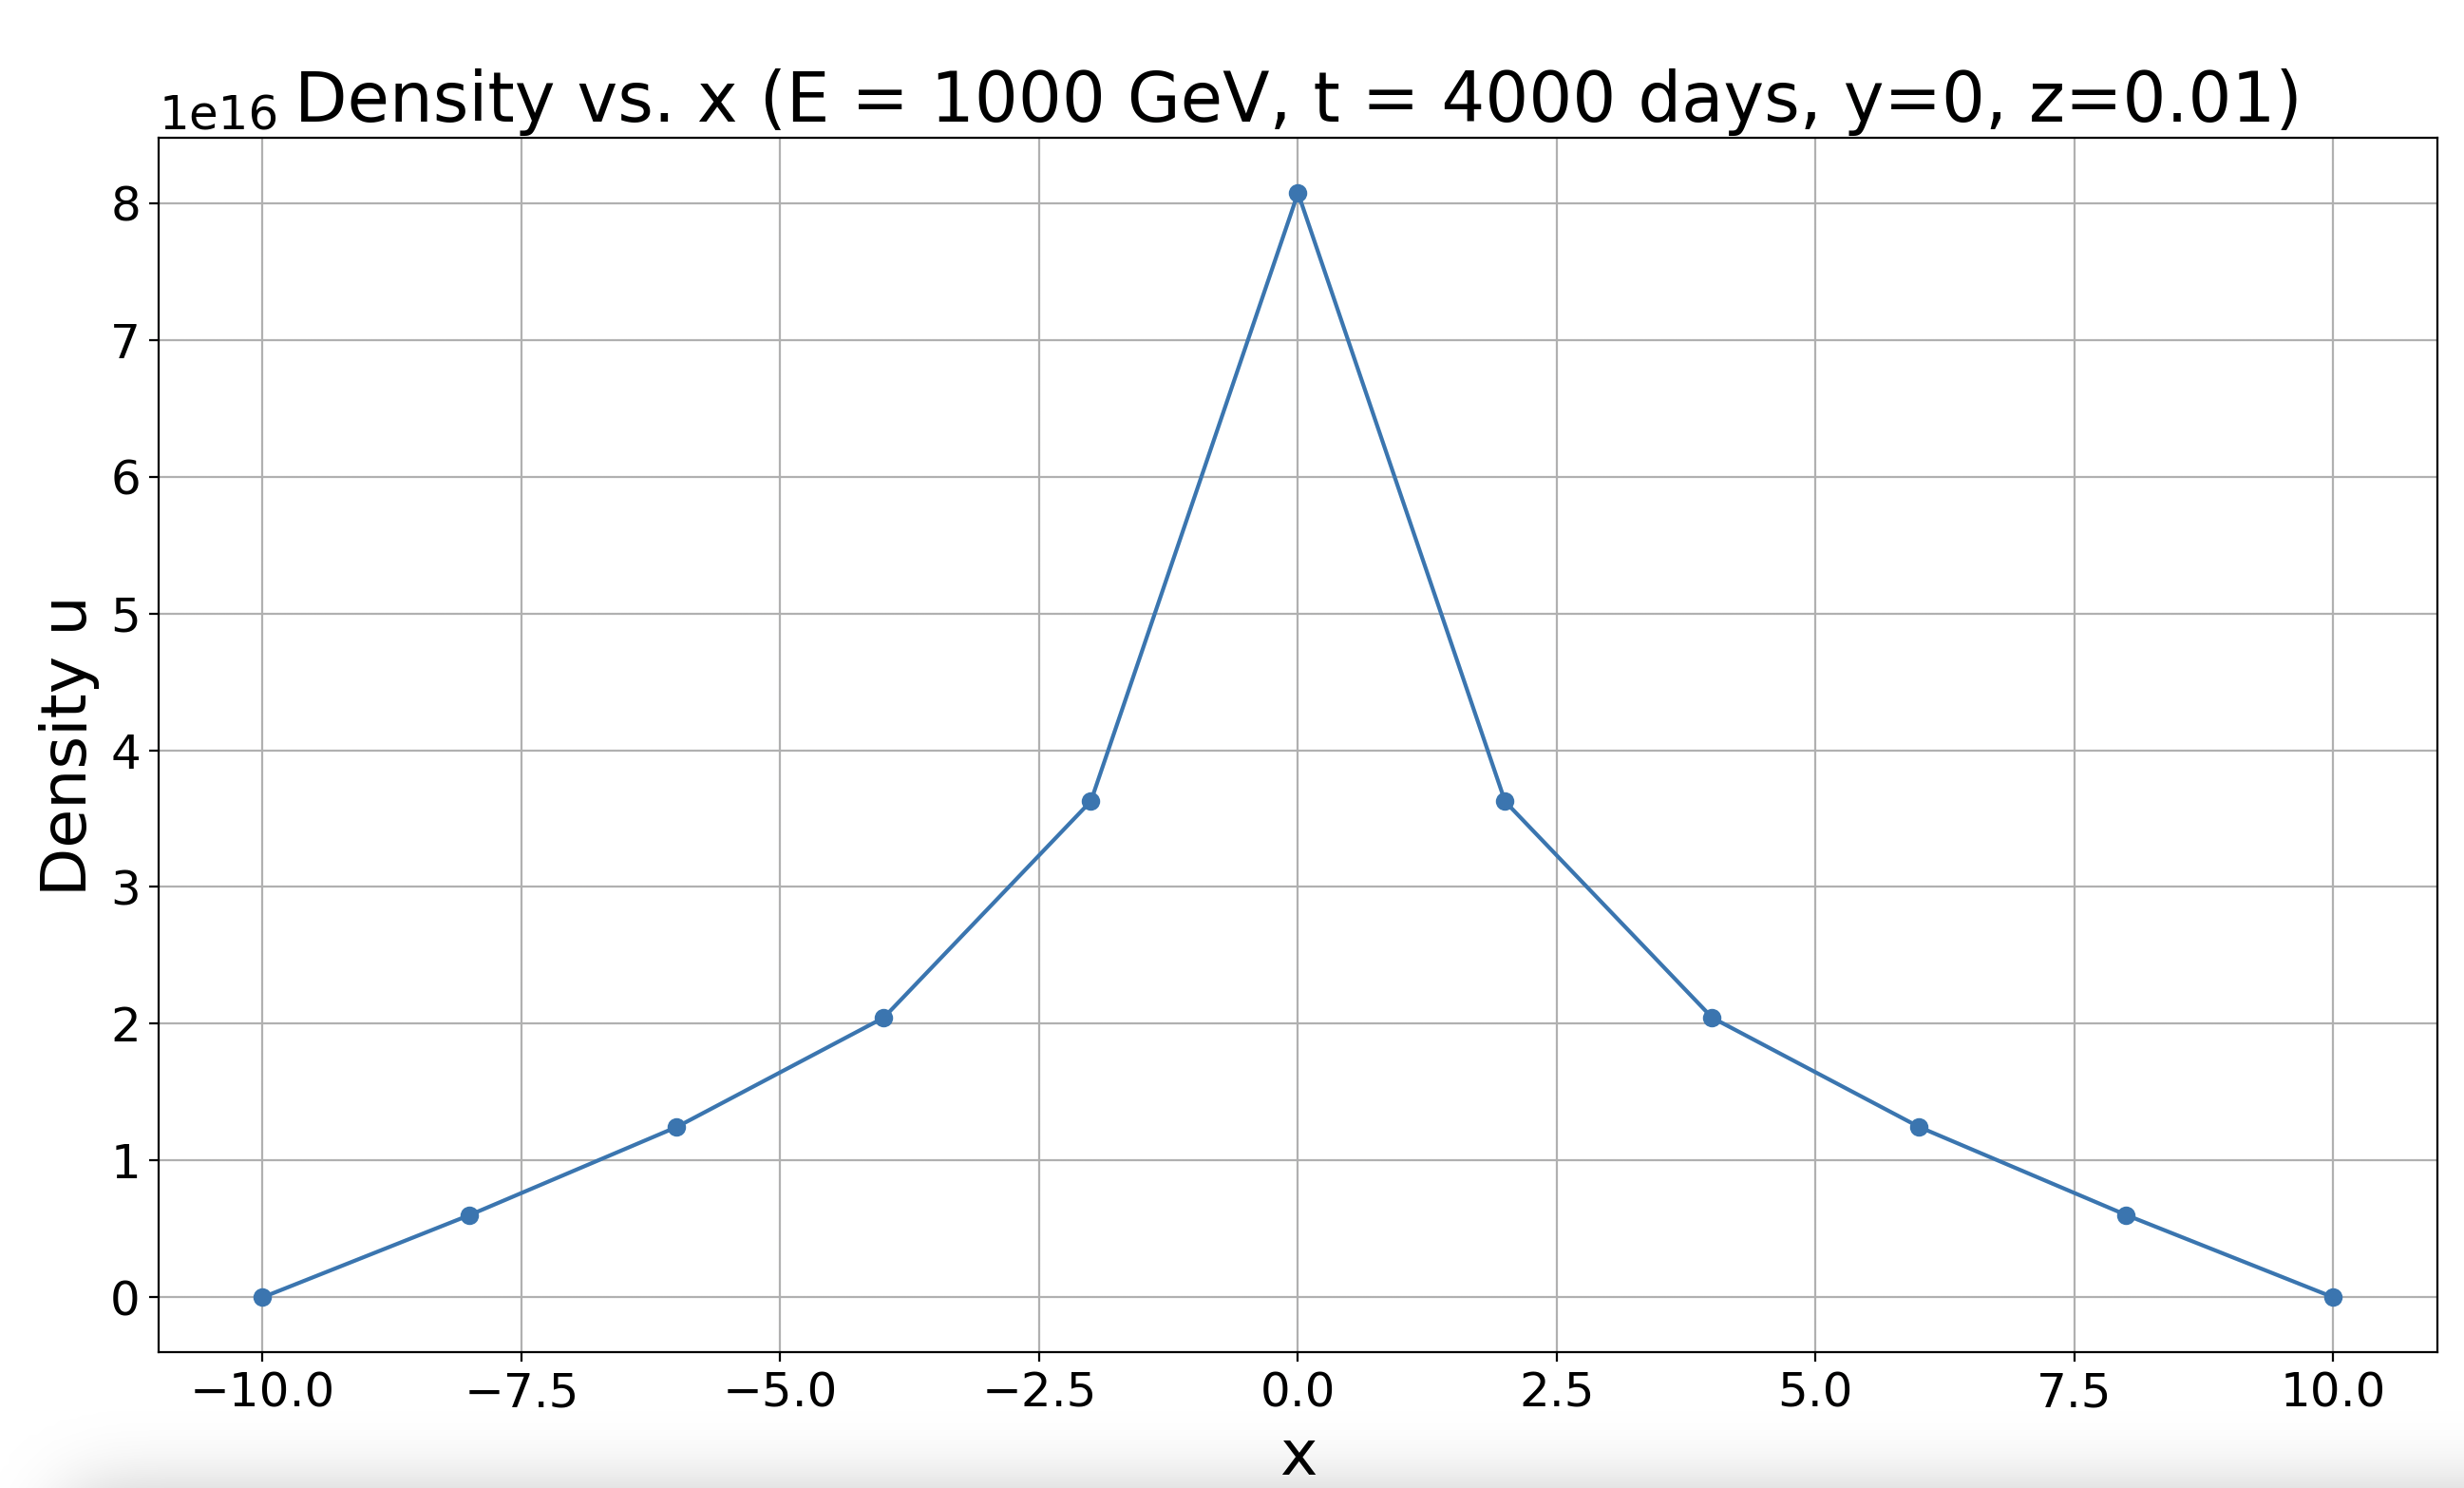 1e16 Density vs. x (E = 1000 GeV, t = 4000 days, y=0, z=0.01)
8
7
6
5
4
3
2
1
0
Density u
−10.0 −7.5 −5.0 −2.5 0.0 2.5 5.0 7.5 10.0
x